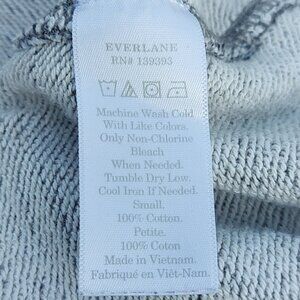 EVERLANE
RN# 139393
Machine Wash Cold
With Like Colors.
Only Non-Chlorine
Bleach
When Needed.
Tumble Dry Low.
Cool Iron If Needed.
Small.
100% Cotton.
Petite.
100% Coton
Made in Vietnam.
Fabriqué en Viêt-Nam.